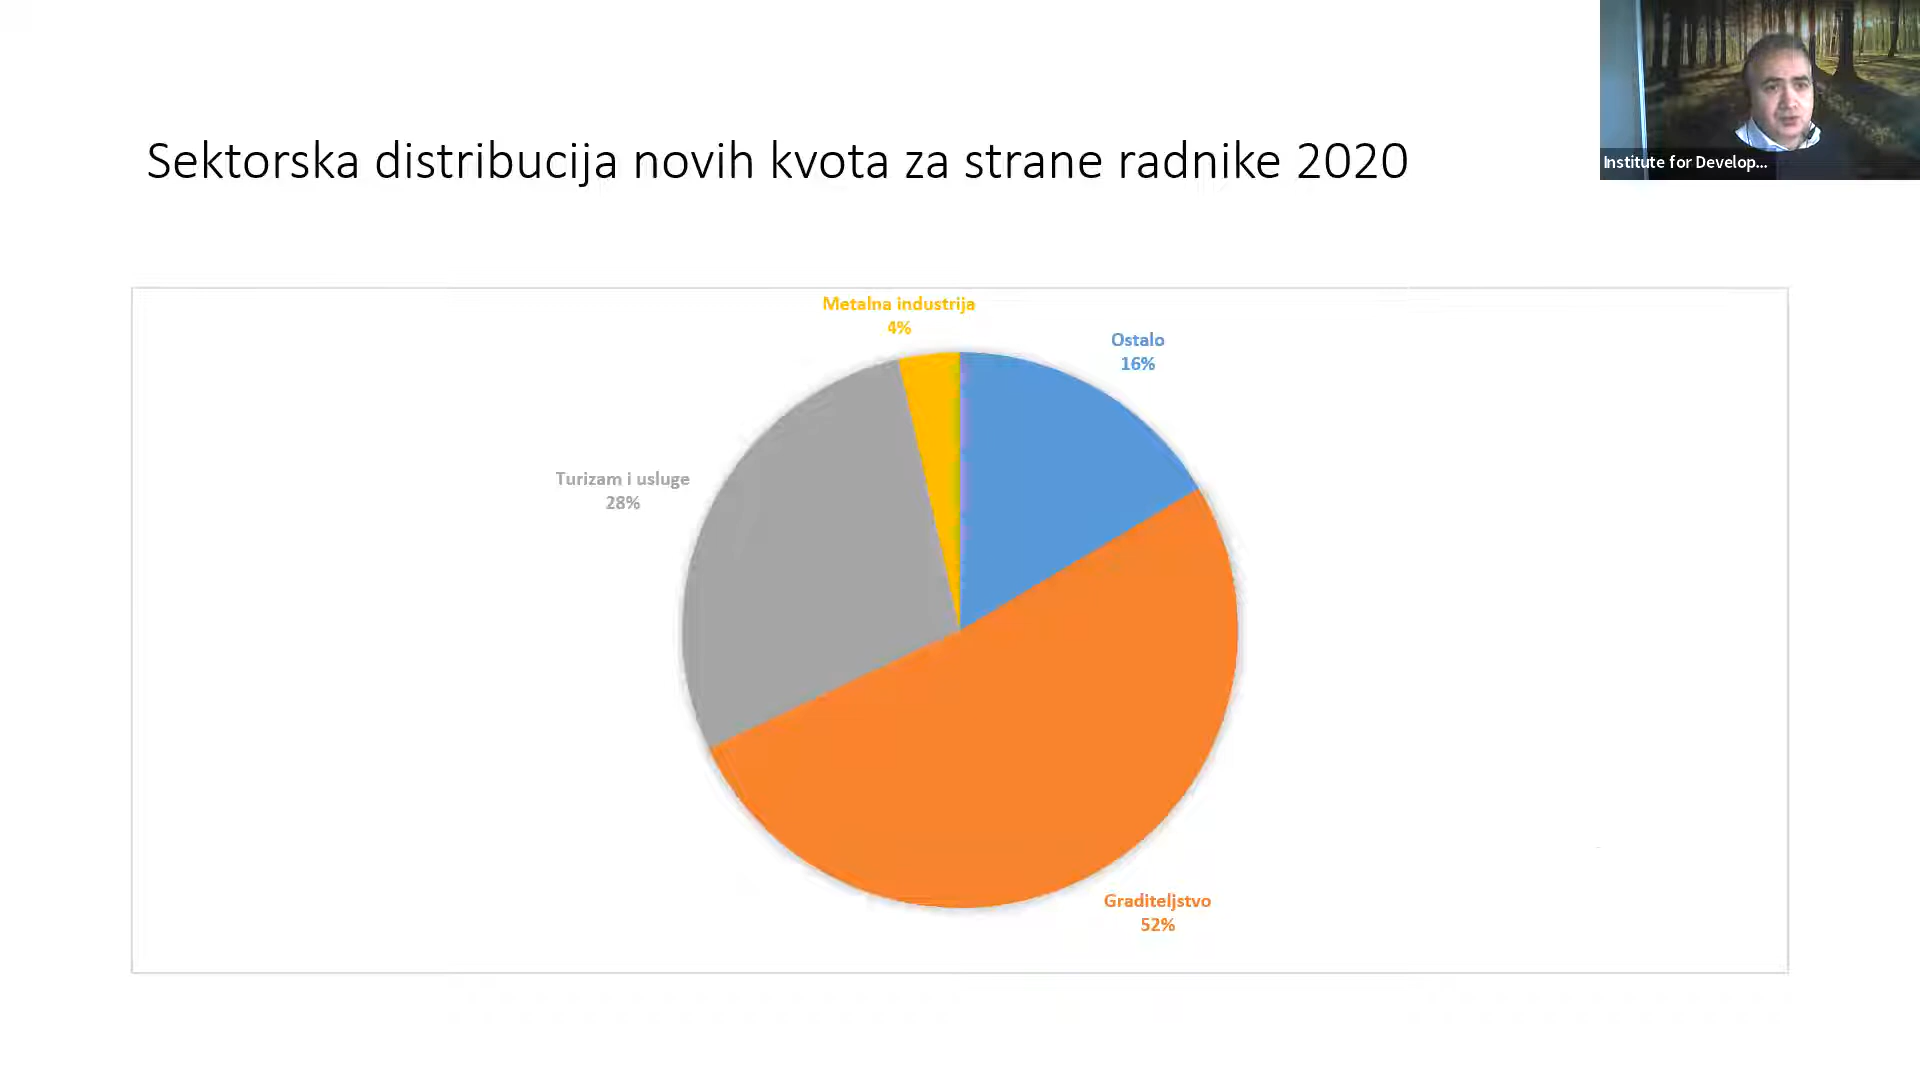 Sektorska distribucija novih kvota za strane radnike 2020
Institute for Develop...
Metalna industrija
4%
Ostalo
16%
Turizam i usluge
28%
Graditeljstvo
52%